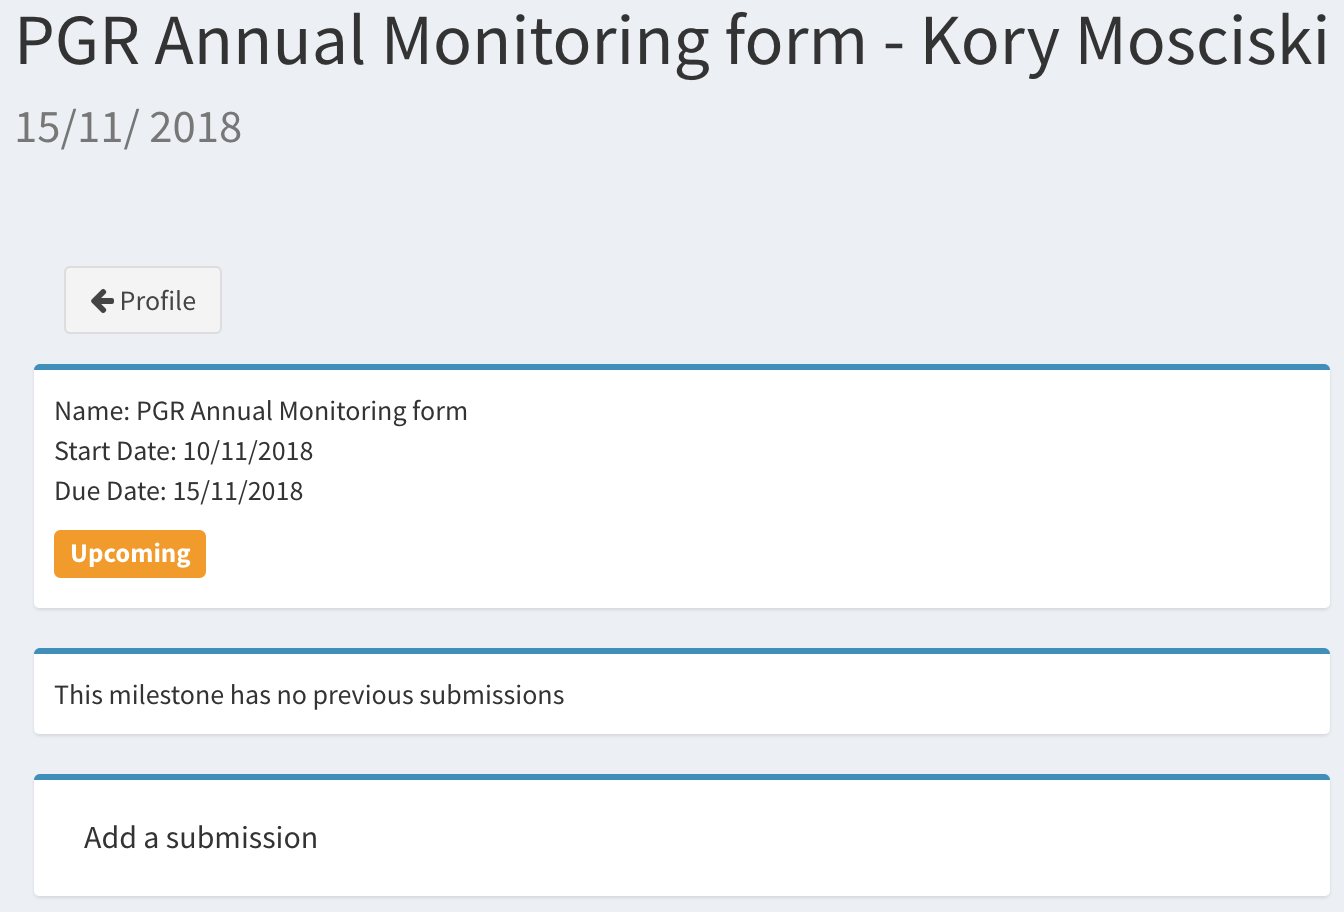 PGR Annual Monitoring form - Kory Mosciski
15/11/ 2018
Profile
Name: PGR Annual Monitoring form
Start Date: 10/11/2018
Due Date: 15/11/2018
Upcoming
This milestone has no previous submissions
Add a submission